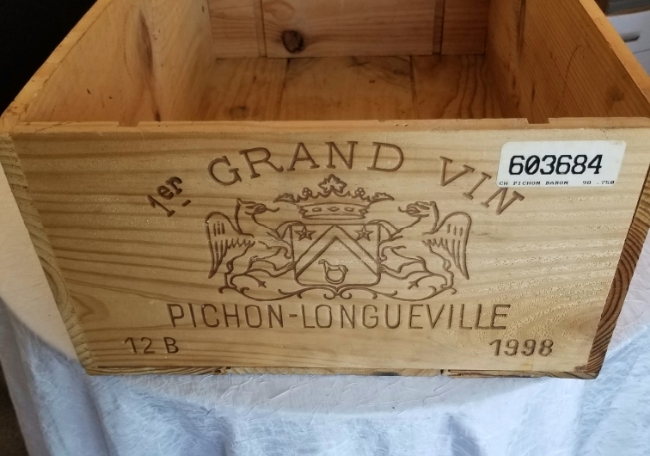 1er GRAND VIN
603684
CH PICHON BARON 98 .750
PICHON-LONGUEVILLE
12 B
1998